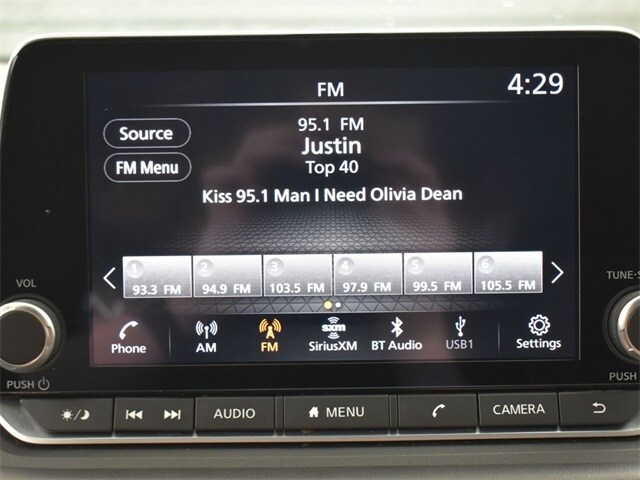 FM
4:29
Source
FM Menu
95.1 FM
Justin
Top 40
Kiss 95.1 Man I Need Olivia Dean
1 2 3 4 5 6
93.3 FM 94.9 FM 103.5 FM 97.9 FM 99.5 FM 105.5 FM
VOL
TUNE·S
Phone AM FM sxm SiriusXM BT Audio USB1 Settings
PUSH
PUSH
AUDIO MENU CAMERA